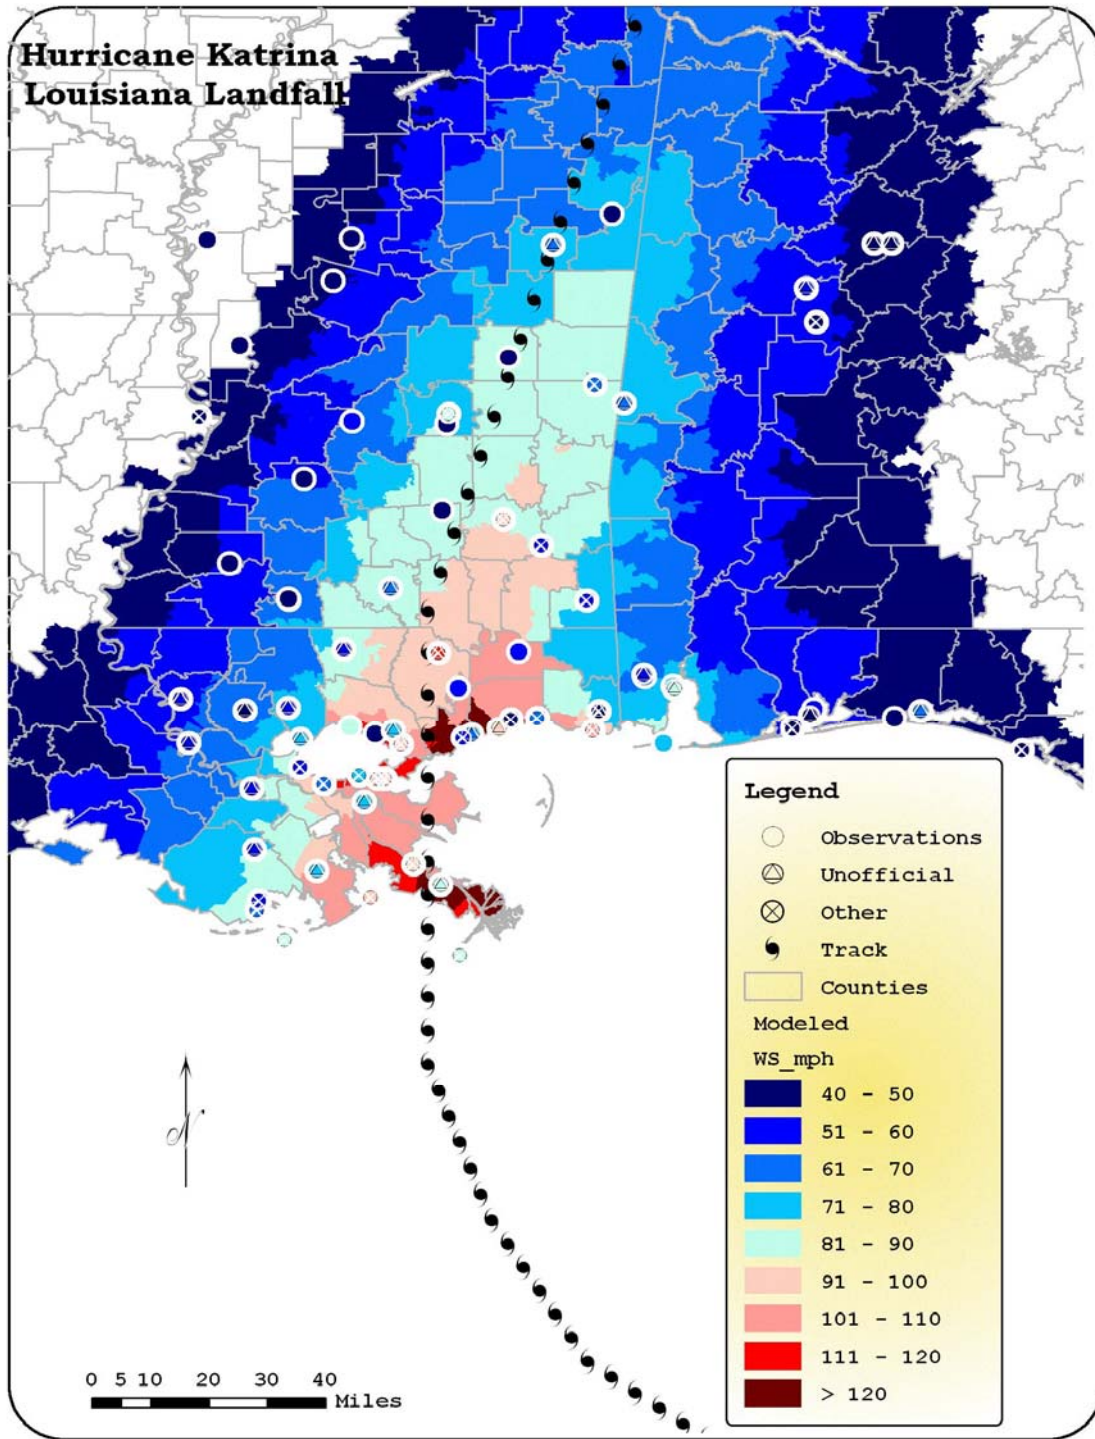 Hurricane Katrina
Louisiana Landfall
Legend
Observations
Unofficial
Other
Track
Counties
Modeled
WS_mph
40 - 50
51 - 60
61 - 70
71 - 80
81 - 90
91 - 100
101 - 110
111 - 120
> 120
N
0 5 10 20 30 40
Miles